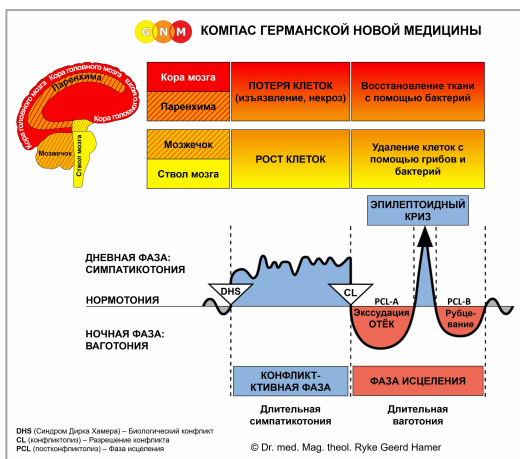 GNM КОМПАС ГЕРМАНСКОЙ НОВОЙ МЕДИЦИНЫ
Кора головного мозга
Кора головного мозга
Кора головного
Паренхима
Мозжечок
Ствол мозга
Кора мозга
Паренхима
ПОТЕРЯ КЛЕТОК
(изъязвление, некроз)
Восстановление ткани
с помощью бактерий
Мозжечок
Ствол мозга
РОСТ КЛЕТОК
Удаление клеток с
помощью грибов и
бактерий
ЭПИЛЕПТОИДНЫЙ
КРИЗ
ДНЕВНАЯ ФАЗА:
СИМПАТИКОТОНИЯ
DHS
CL
НОРМОТОНИЯ
PCL-A
Экссудация
ОТЁК
PCL-B
Рубце-
вание
НОЧНАЯ ФАЗА:
ВАГОТОНИЯ
КОНФЛИКТ-
КТИВНАЯ ФАЗА
ФАЗА ИСЦЕЛЕНИЯ
Длительная
симпатикотония
Длительная
ваготония
DHS (Синдром Дирка Хамера) – Биологический конфликт
CL (конфликтолиз) – Разрешение конфликта
PCL (постконфликтолиз) – Фаза исцеления
© Dr. med. Mag. theol. Ryke Geerd Hamer